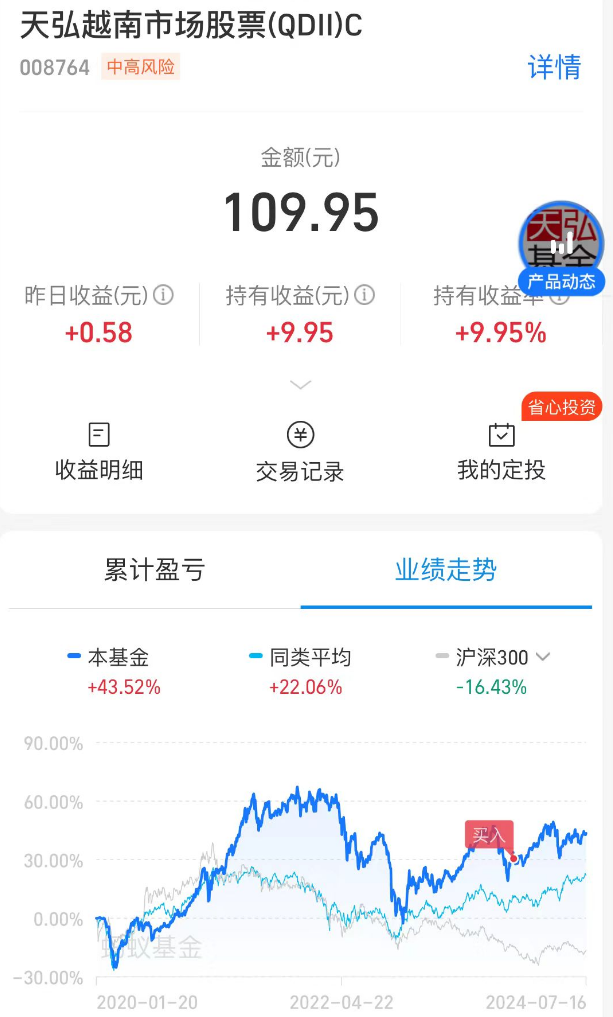 天弘越南市场股票(QDII)C
008764 中高风险 详情
金额(元)
109.95
天弘
基金
产品动态
昨日收益(元) 持有收益(元) 持有收益率
+0.58 +9.95 +9.95%
省心投资
收益明细 交易记录 我的定投
累计盈亏 业绩走势
本基金 同类平均 沪深300
+43.52% +22.06% -16.43%
90.00%
60.00%
买入
30.00%
0.00%
蚂蚁基金
-30.00%
2020-01-20 2022-04-22 2024-07-16